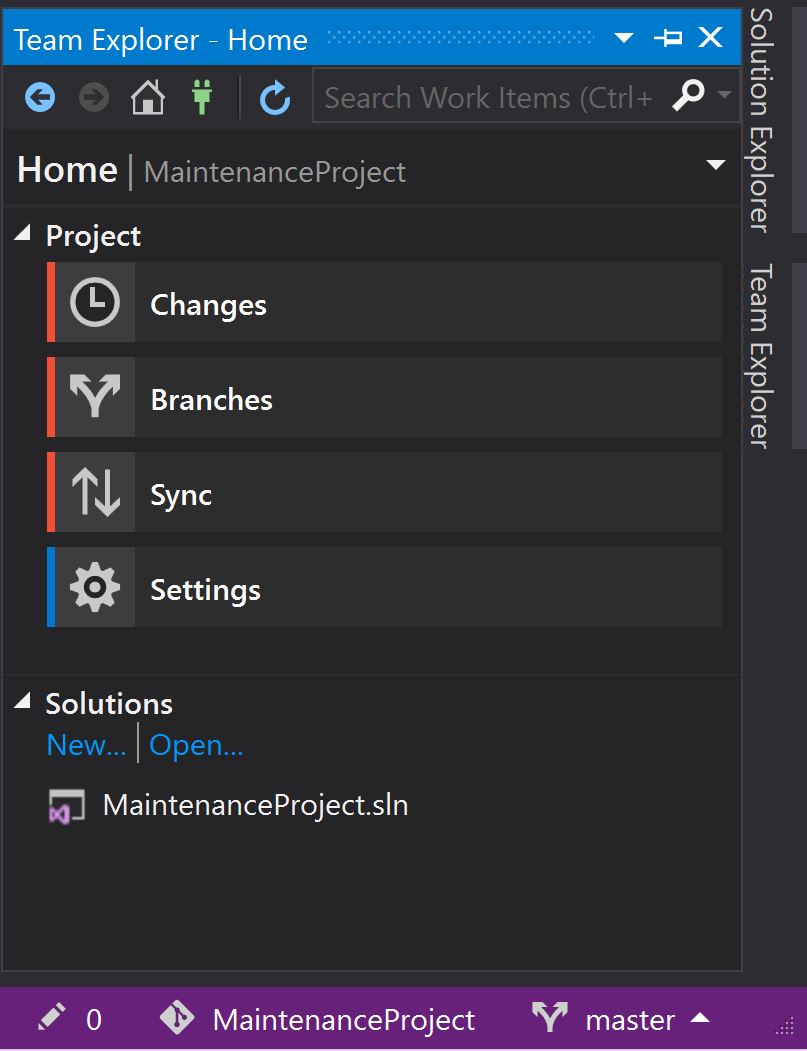 Team Explorer - Home
Search Work Items (Ctrl+
Home | MaintenanceProject
Project
Changes
Branches
Sync
Settings
Solutions
New... | Open...
MaintenanceProject.sln
Solution Explorer
Team Explorer
0 MaintenanceProject master